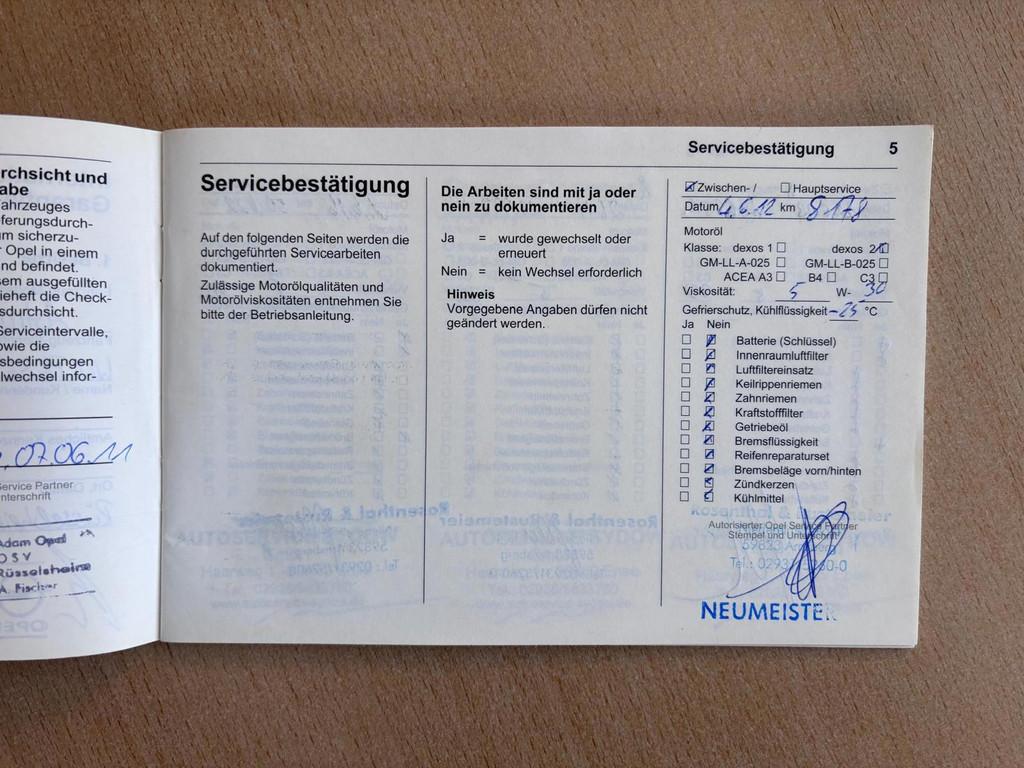 rchsicht und
abe
ahrzeuges
ferungsdurch-
m sicherzu-
Opel in einem
nd befindet.
sem ausgefüllten
ieheft die Check-
sdurchsicht.
Serviceintervalle,
owie die
sbedingungen
lwechsel infor-
07.06.11
Service Partner
nterschrift
Adam Opel
OSV
Rüsselsheim
A. Fischer
Servicebestätigung
Auf den folgenden Seiten werden die
durchgeführten Servicearbeiten
dokumentiert.
Zulässige Motorölqualitäten und
Motorölviskositäten entnehmen Sie
bitte der Betriebsanleitung.
Die Arbeiten sind mit ja oder
nein zu dokumentieren
Ja = wurde gewechselt oder
erneuert
Nein = kein Wechsel erforderlich
Hinweis
Vorgegebene Angaben dürfen nicht
geändert werden.
Servicebestätigung 5
Zwischen- / Hauptservice
Datum 4.6.12 km 8178
Motoröl
Klasse: dexos 1 dexos 2
GM-LL-A-025 GM-LL-B-025
ACEA A3 B4 C3
Viskosität: 5 W- 30
Gefrierschutz, Kühlflüssigkeit -25 °C
Ja Nein
Batterie (Schlüssel)
Innenraumluftfilter
Luftfiltereinsatz
Keilrippenriemen
Zahnriemen
Kraftstofffilter
Getriebeöl
Bremsflüssigkeit
Reifenreparaturset
Bremsbeläge vorn/hinten
Zündkerzen
Kühlmittel
Autorisierter Opel Service Partner
Stempel und Unterschrift
NEUMEISTER